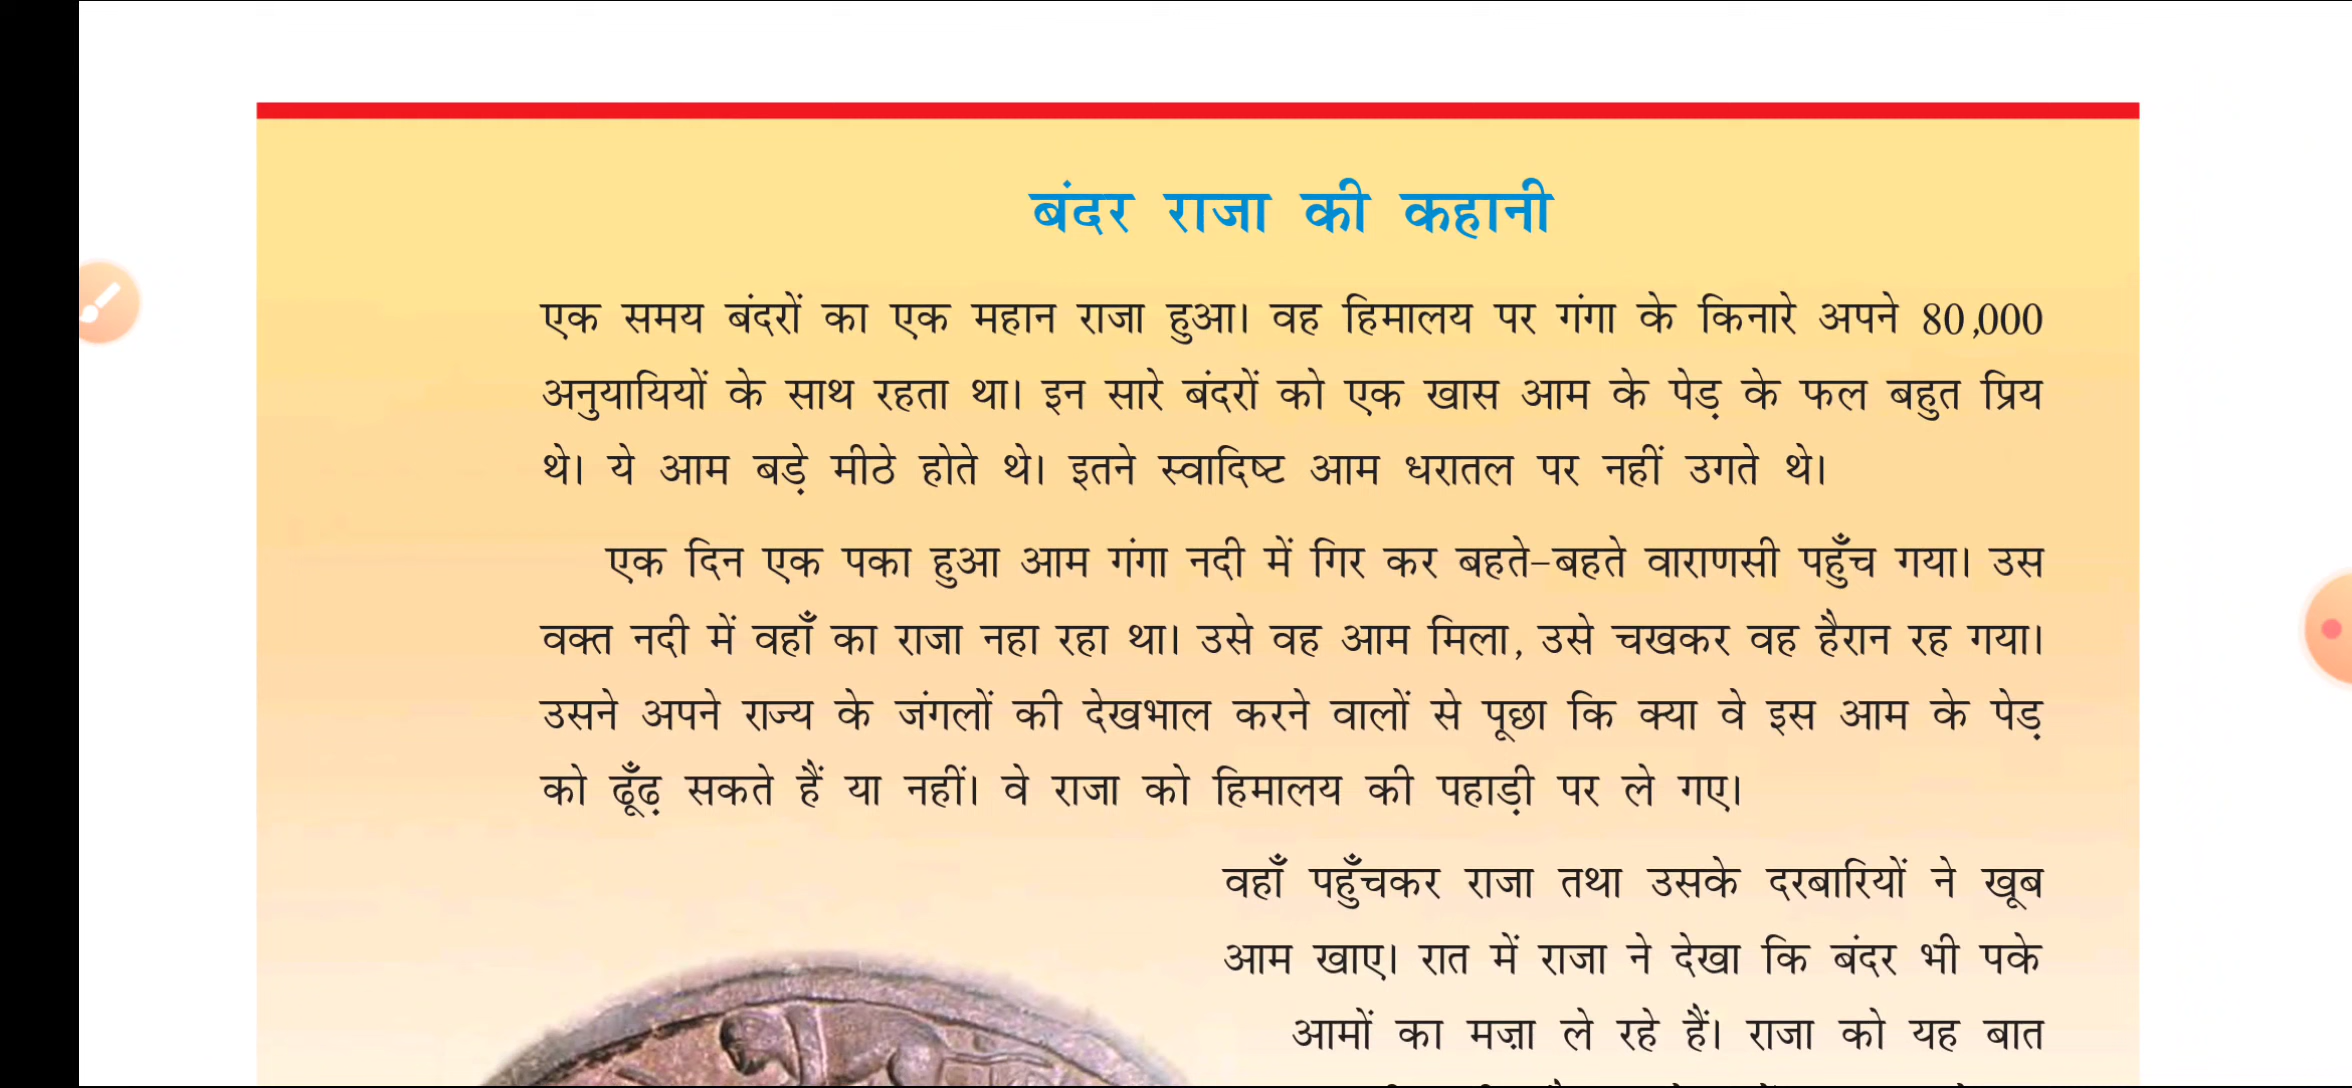 बंदर राजा की कहानी
एक समय बंदरों का एक महान राजा हुआ। वह हिमालय पर गंगा के किनारे अपने 80,000
अनुयायियों के साथ रहता था। इन सारे बंदरों को एक खास आम के पेड़ के फल बहुत प्रिय
थे। ये आम बड़े मीठे होते थे। इतने स्वादिष्ट आम धरातल पर नहीं उगते थे।
एक दिन एक पका हुआ आम गंगा नदी में गिर कर बहते-बहते वाराणसी पहुँच गया। उस
वक्त नदी में वहाँ का राजा नहा रहा था। उसे वह आम मिला, उसे चखकर वह हैरान रह गया।
उसने अपने राज्य के जंगलों की देखभाल करने वालों से पूछा कि क्या वे इस आम के पेड़
को ढूँढ़ सकते हैं या नहीं। वे राजा को हिमालय की पहाड़ी पर ले गए।
वहाँ पहुँचकर राजा तथा उसके दरबारियों ने खूब
आम खाए। रात में राजा ने देखा कि बंदर भी पके
आमों का मज़ा ले रहे हैं। राजा को यह बात